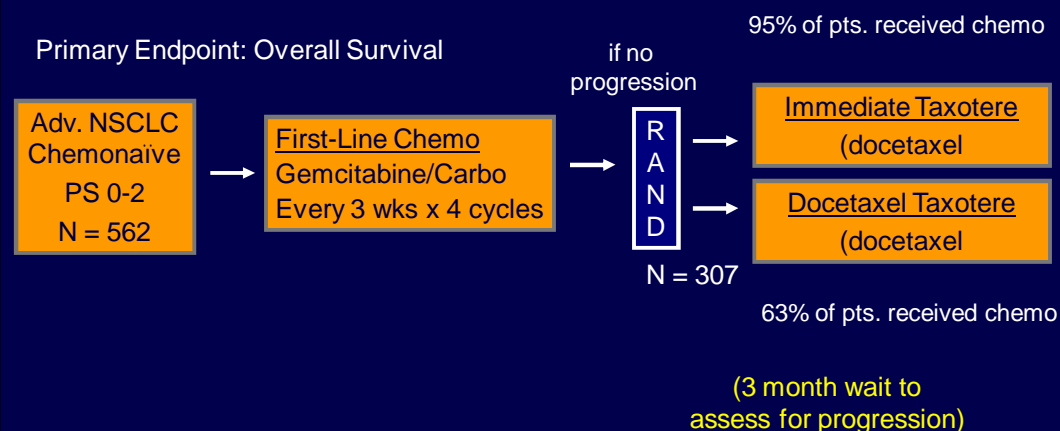 Primary Endpoint: Overall Survival
Adv. NSCLC
Chemonaïve
PS 0-2
N = 562
First-Line Chemo
Gemcitabine/Carbo
Every 3 wks x 4 cycles
if no
progression
R
A
N
D
N = 307
95% of pts. received chemo
Immediate Taxotere
(docetaxel
Docetaxel Taxotere
(docetaxel
63% of pts. received chemo
(3 month wait to
assess for progression)